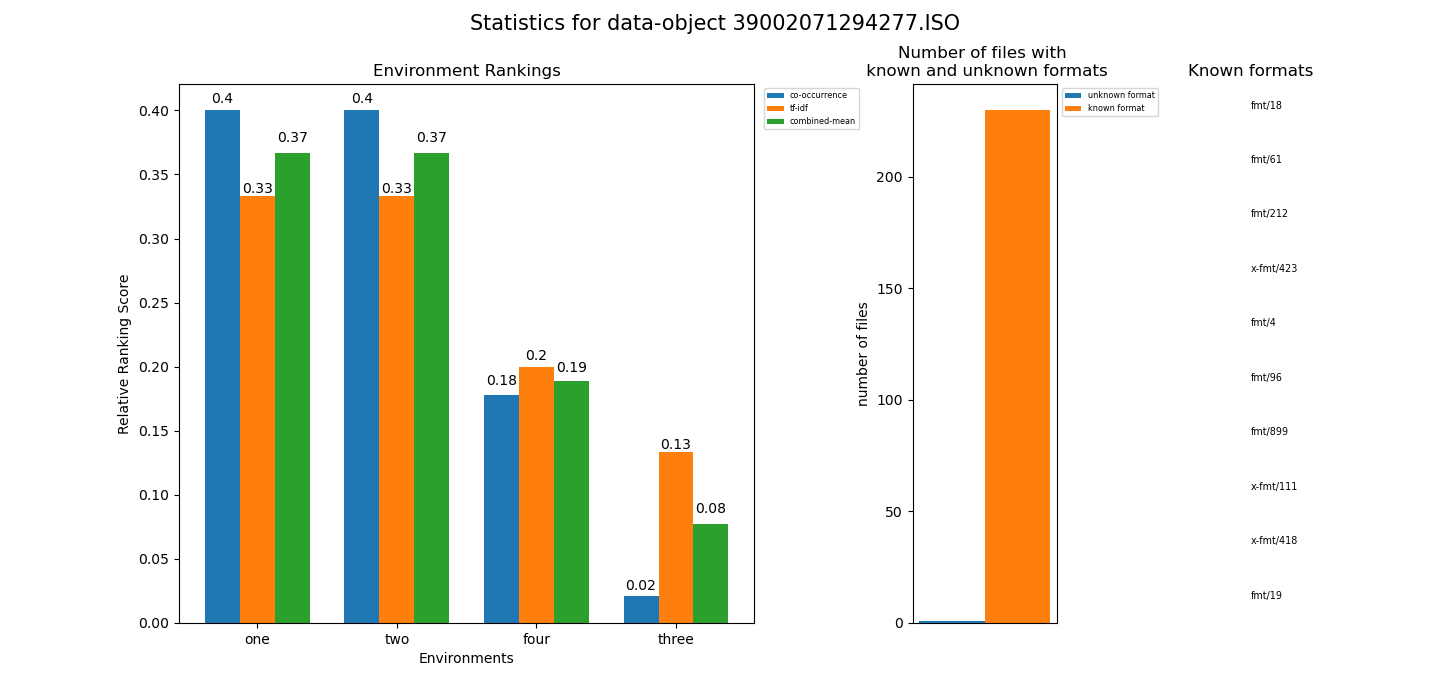 Statistics for data-object 39002071294277.ISO
Environment Rankings
Relative Ranking Score
0.40
0.35
0.30
0.25
0.20
0.15
0.10
0.05
0.00
0.4
0.33
0.37
0.4
0.33
0.37
0.18
0.2
0.19
0.02
0.13
0.08
one
two
four
three
Environments
co-occurrence
tf-idf
combined-mean
Number of files with
known and unknown formats
number of files
200
150
100
50
0
unknown format
known format
Known formats
fmt/18
fmt/61
fmt/212
x-fmt/423
fmt/4
fmt/96
fmt/899
x-fmt/111
x-fmt/418
fmt/19